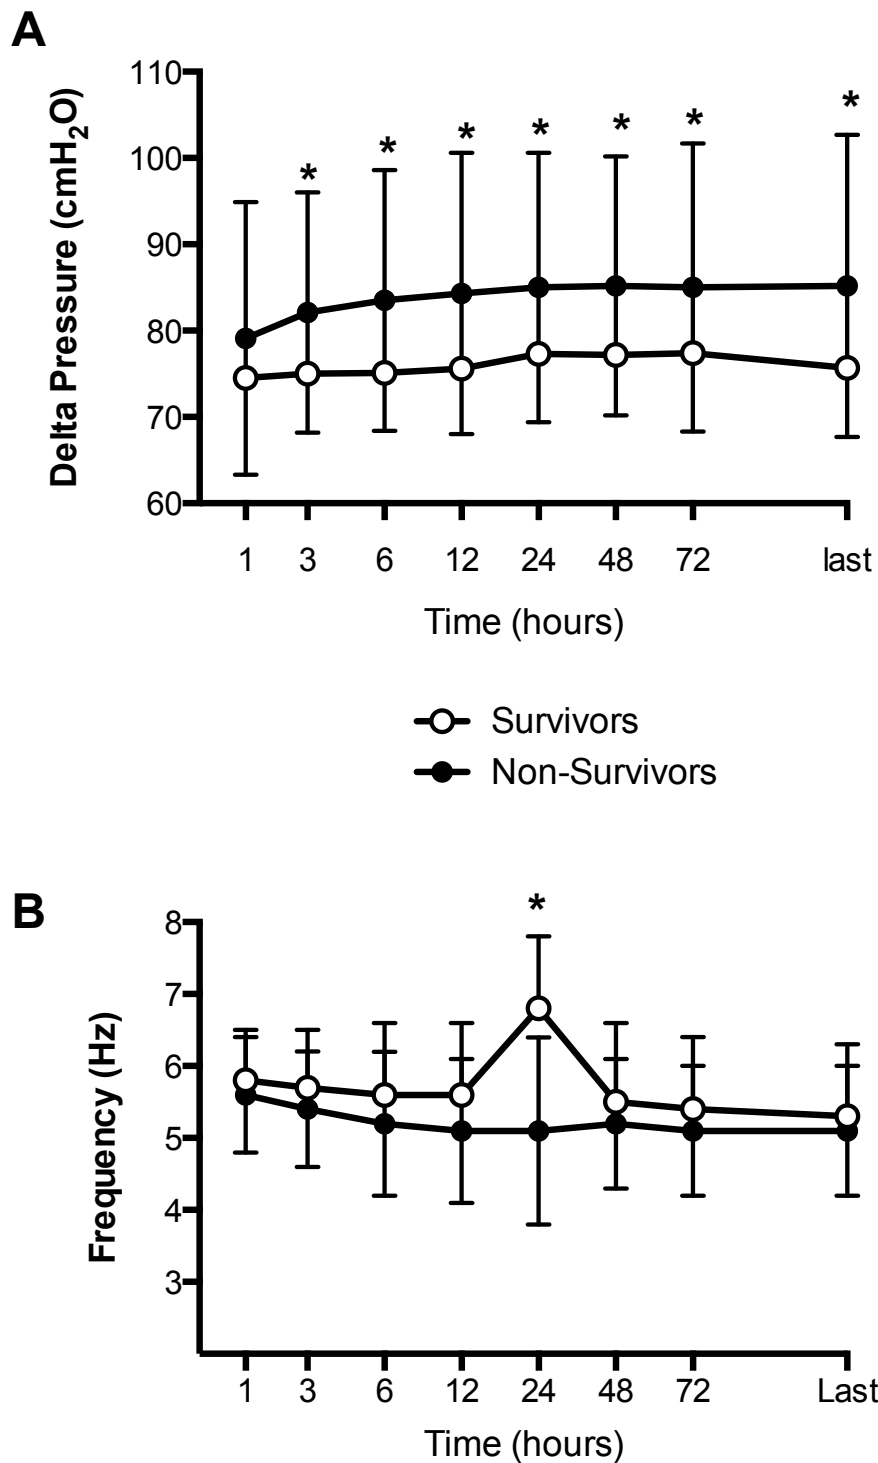 A
Delta Pressure (cmH₂O)
110
100
90
80
70
60
* * * * * * *
1 3 6 12 24 48 72 last
Time (hours)
Survivors
Non-Survivors
B
Frequency (Hz)
8
7
6
5
4
3
*
1 3 6 12 24 48 72 Last
Time (hours)